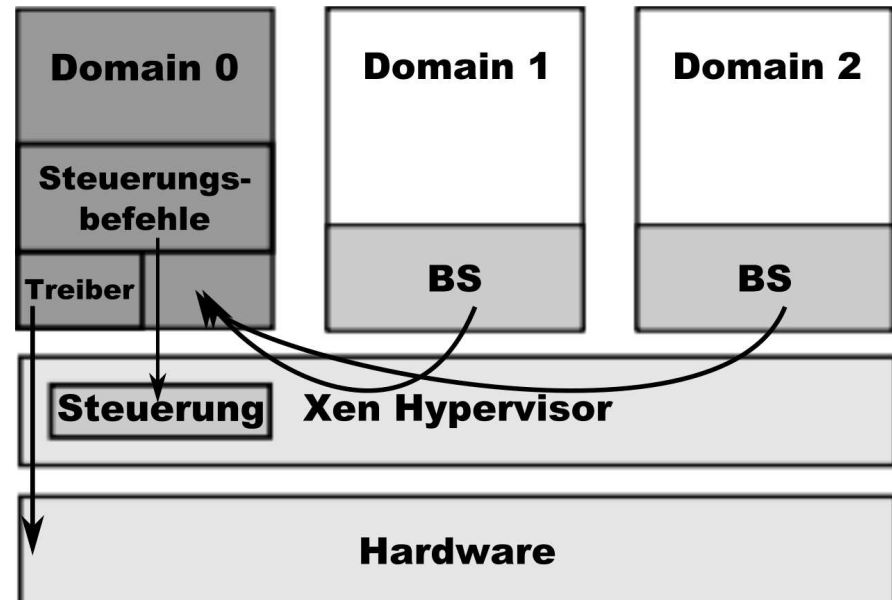 Domain 0
Domain 1
Domain 2
Steuerungs-
befehle
Treiber
BS
BS
Steuerung
Xen Hypervisor
Hardware